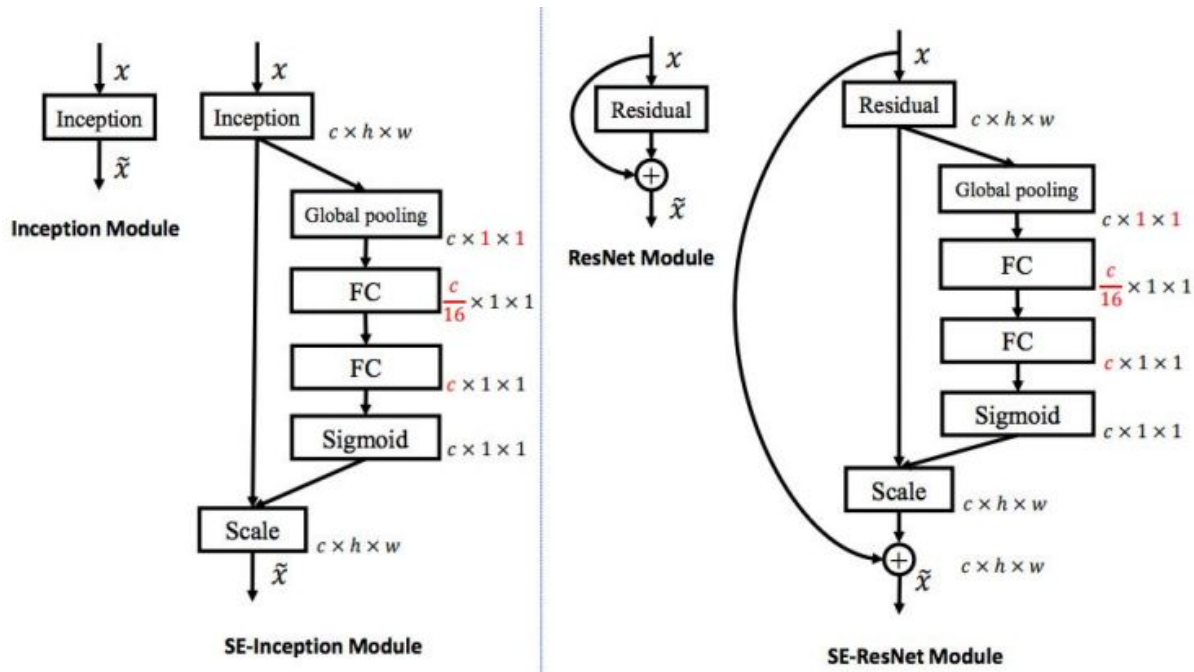 x
Inception
x̃
Inception Module
x
Inception
c × h × w
Global pooling
c × 1 × 1
FC
c/16 × 1 × 1
FC
c × 1 × 1
Sigmoid
c × 1 × 1
Scale
c × h × w
x̃
SE-Inception Module
x
Residual
+
x̃
ResNet Module
x
Residual
c × h × w
Global pooling
c × 1 × 1
FC
c/16 × 1 × 1
FC
c × 1 × 1
Sigmoid
c × 1 × 1
Scale
c × h × w
+
c × h × w
x̃
SE-ResNet Module